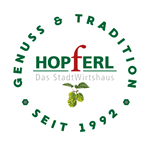 GENUSS & TRADITION
HOPfERL
Das StadtWirtshaus
SEIT 1992